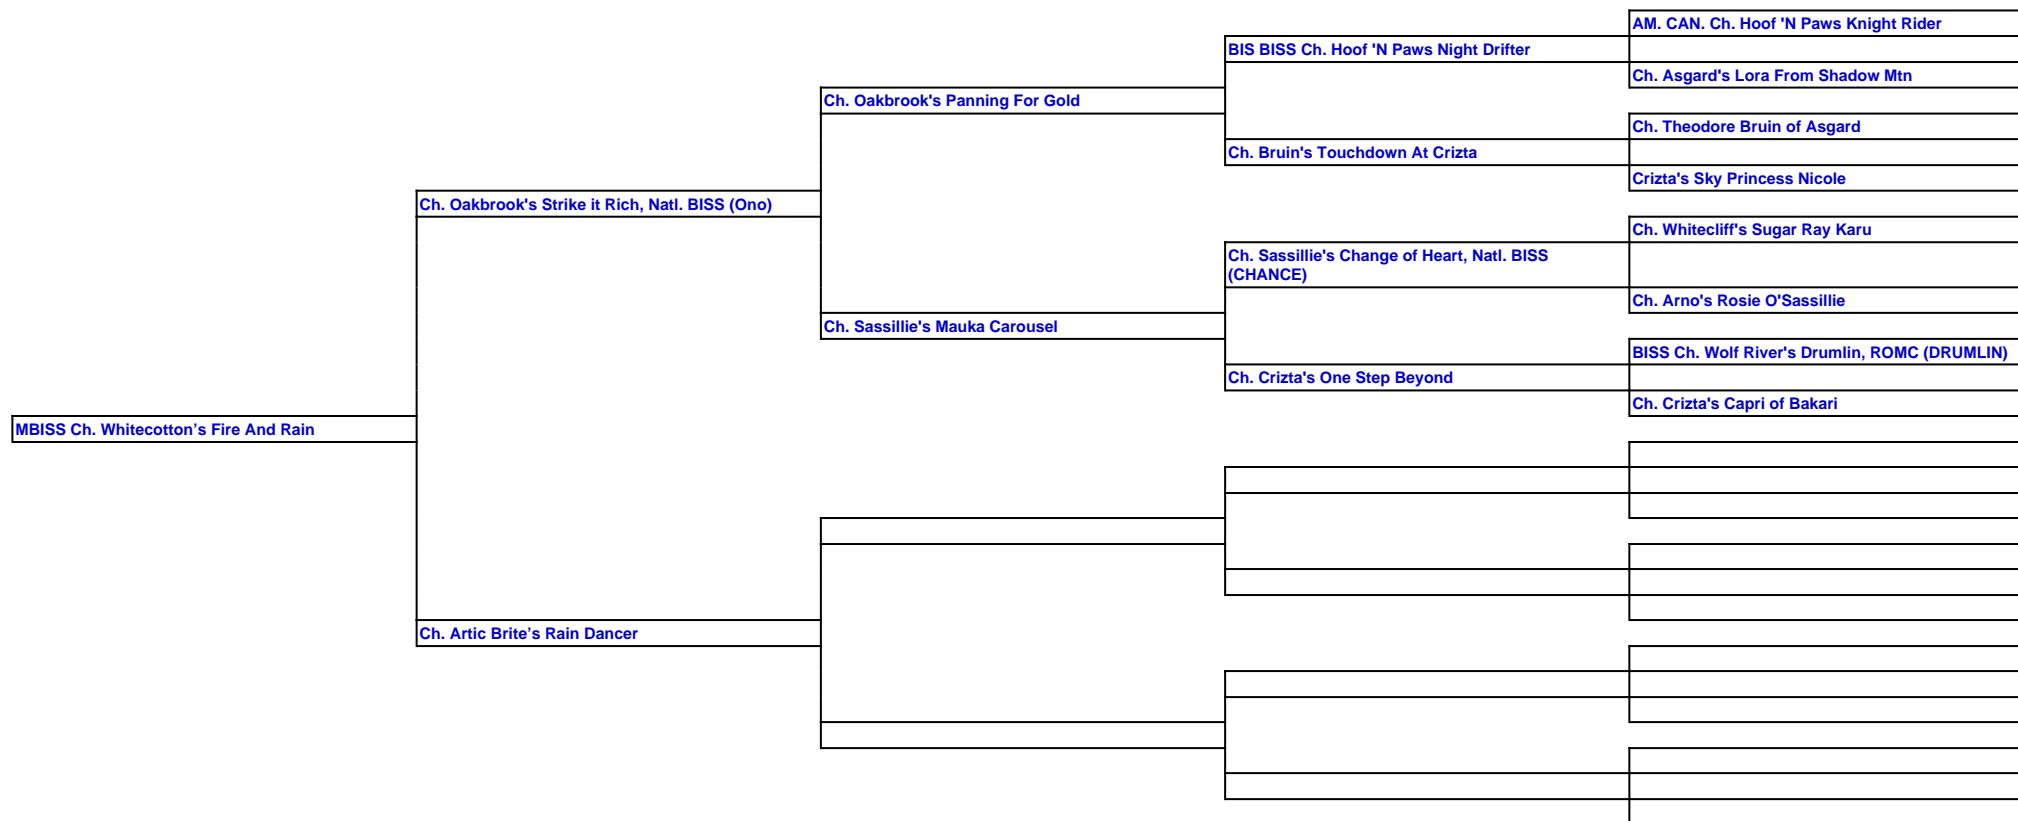 AM. CAN. Ch. Hoof 'N Paws Knight Rider
BIS BISS Ch. Hoof 'N Paws Night Drifter
Ch. Asgard's Lora From Shadow Mtn
Ch. Oakbrook's Panning For Gold
Ch. Theodore Bruin of Asgard
Ch. Bruin's Touchdown At Crizta
Crizta's Sky Princess Nicole
Ch. Oakbrook's Strike it Rich, Natl. BISS (Ono)
Ch. Whitecliff's Sugar Ray Karu
Ch. Sassillie's Change of Heart, Natl. BISS
(CHANCE)
Ch. Arno's Rosie O'Sassillie
Ch. Sassillie's Mauka Carousel
BISS Ch. Wolf River's Drumlin, ROMC (DRUMLIN)
Ch. Crizta's One Step Beyond
Ch. Crizta's Capri of Bakari
MBISS Ch. Whitecotton’s Fire And Rain
Ch. Artic Brite’s Rain Dancer